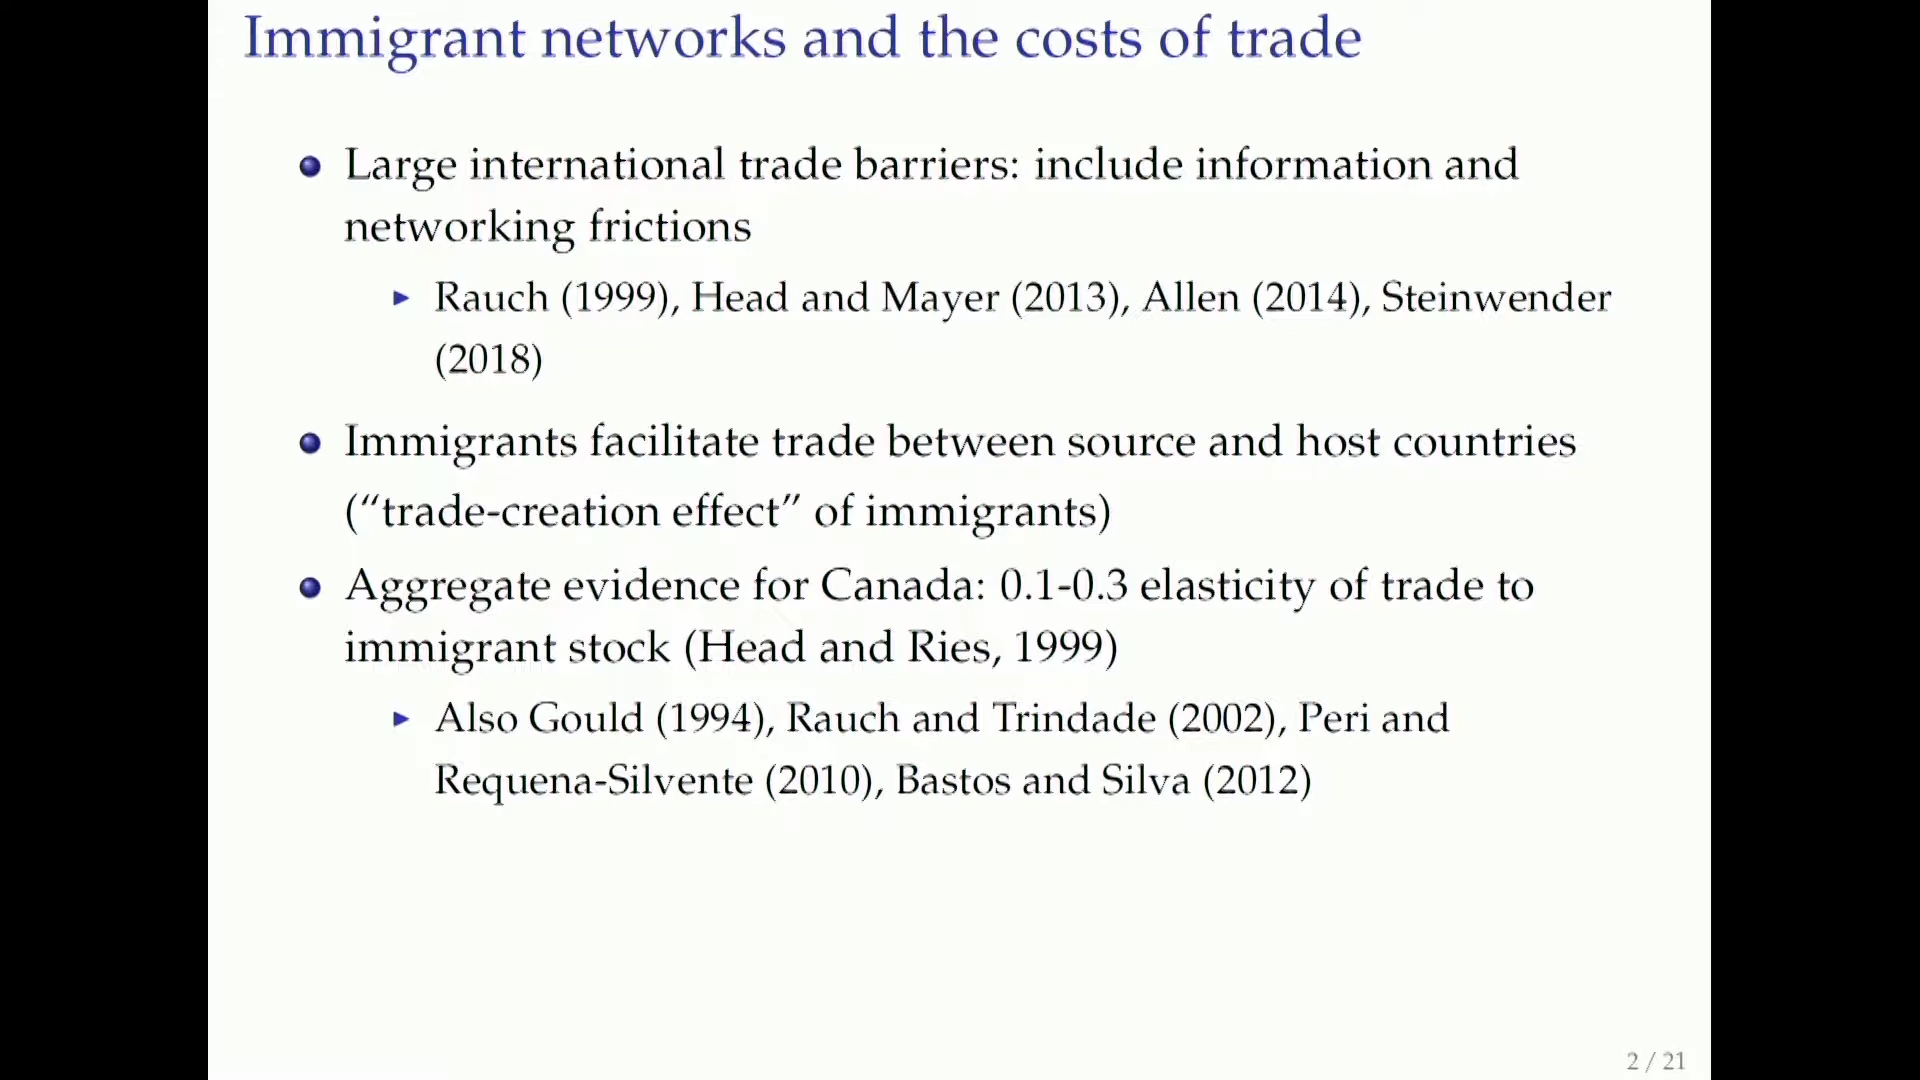 Immigrant networks and the costs of trade
Large international trade barriers: include information and
networking frictions
Rauch (1999), Head and Mayer (2013), Allen (2014), Steinwender
(2018)
Immigrants facilitate trade between source and host countries
(“trade-creation effect” of immigrants)
Aggregate evidence for Canada: 0.1-0.3 elasticity of trade to
immigrant stock (Head and Ries, 1999)
Also Gould (1994), Rauch and Trindade (2002), Peri and
Requena-Silvente (2010), Bastos and Silva (2012)
2 / 21